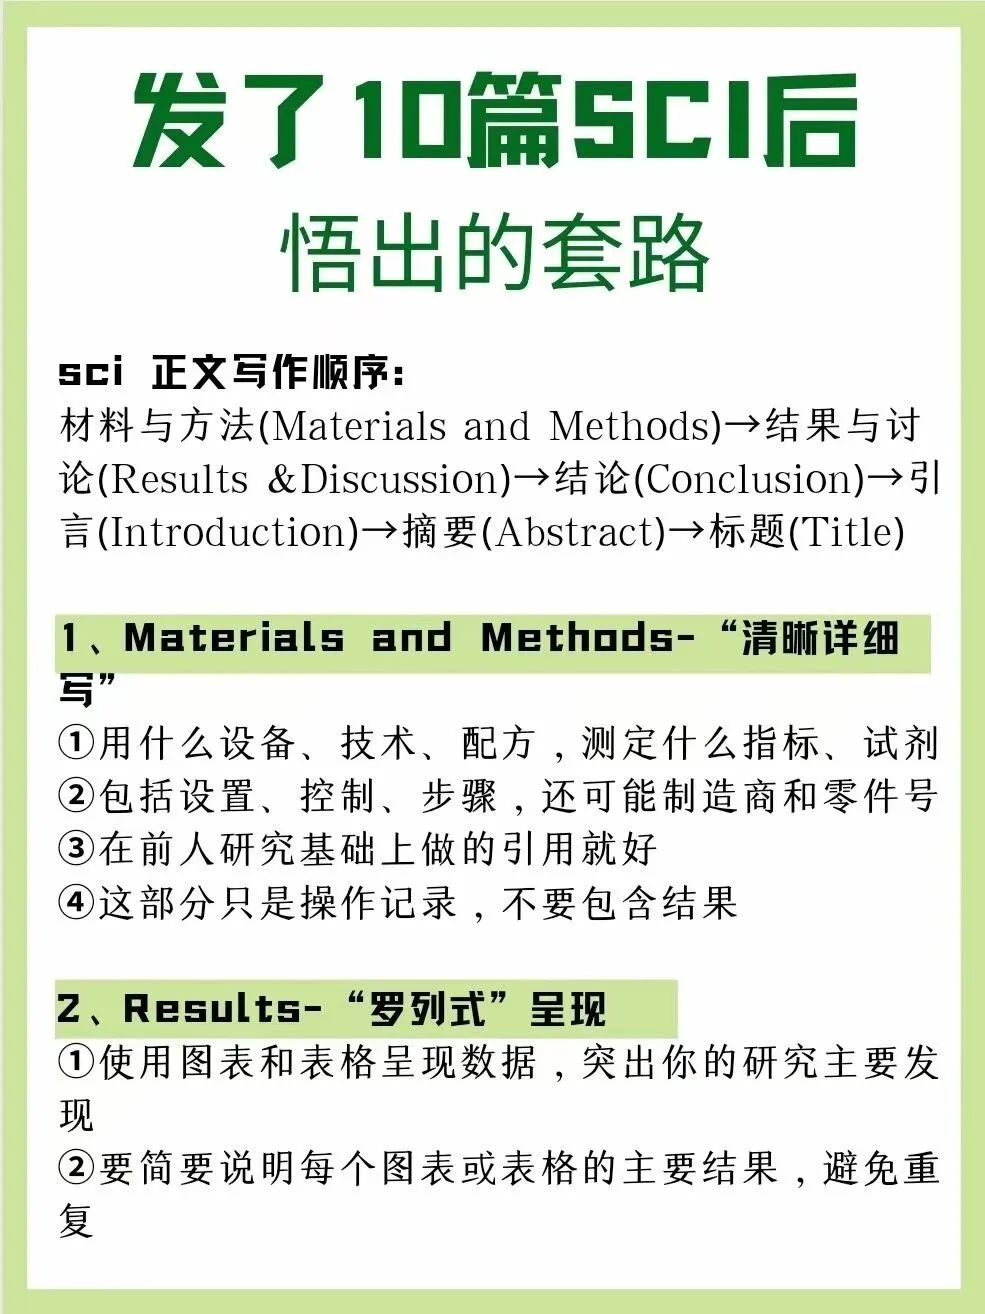 发了10篇SCI后
悟出的套路
sci 正文写作顺序:
材料与方法(Materials and Methods)→结果与讨
论(Results &Discussion)→结论(Conclusion)→引
言(Introduction)→摘要(Abstract)→标题(Title)
1、Materials and Methods-“清晰详细
写”
①用什么设备、技术、配方,测定什么指标、试剂
②包括设置、控制、步骤,还可能制造商和零件号
③在前人研究基础上做的引用就好
④这部分只是操作记录,不要包含结果
2、Results-“罗列式”呈现
①使用图表和表格呈现数据,突出你的研究主要发
现
②要简要说明每个图表或表格的主要结果,避免重
复